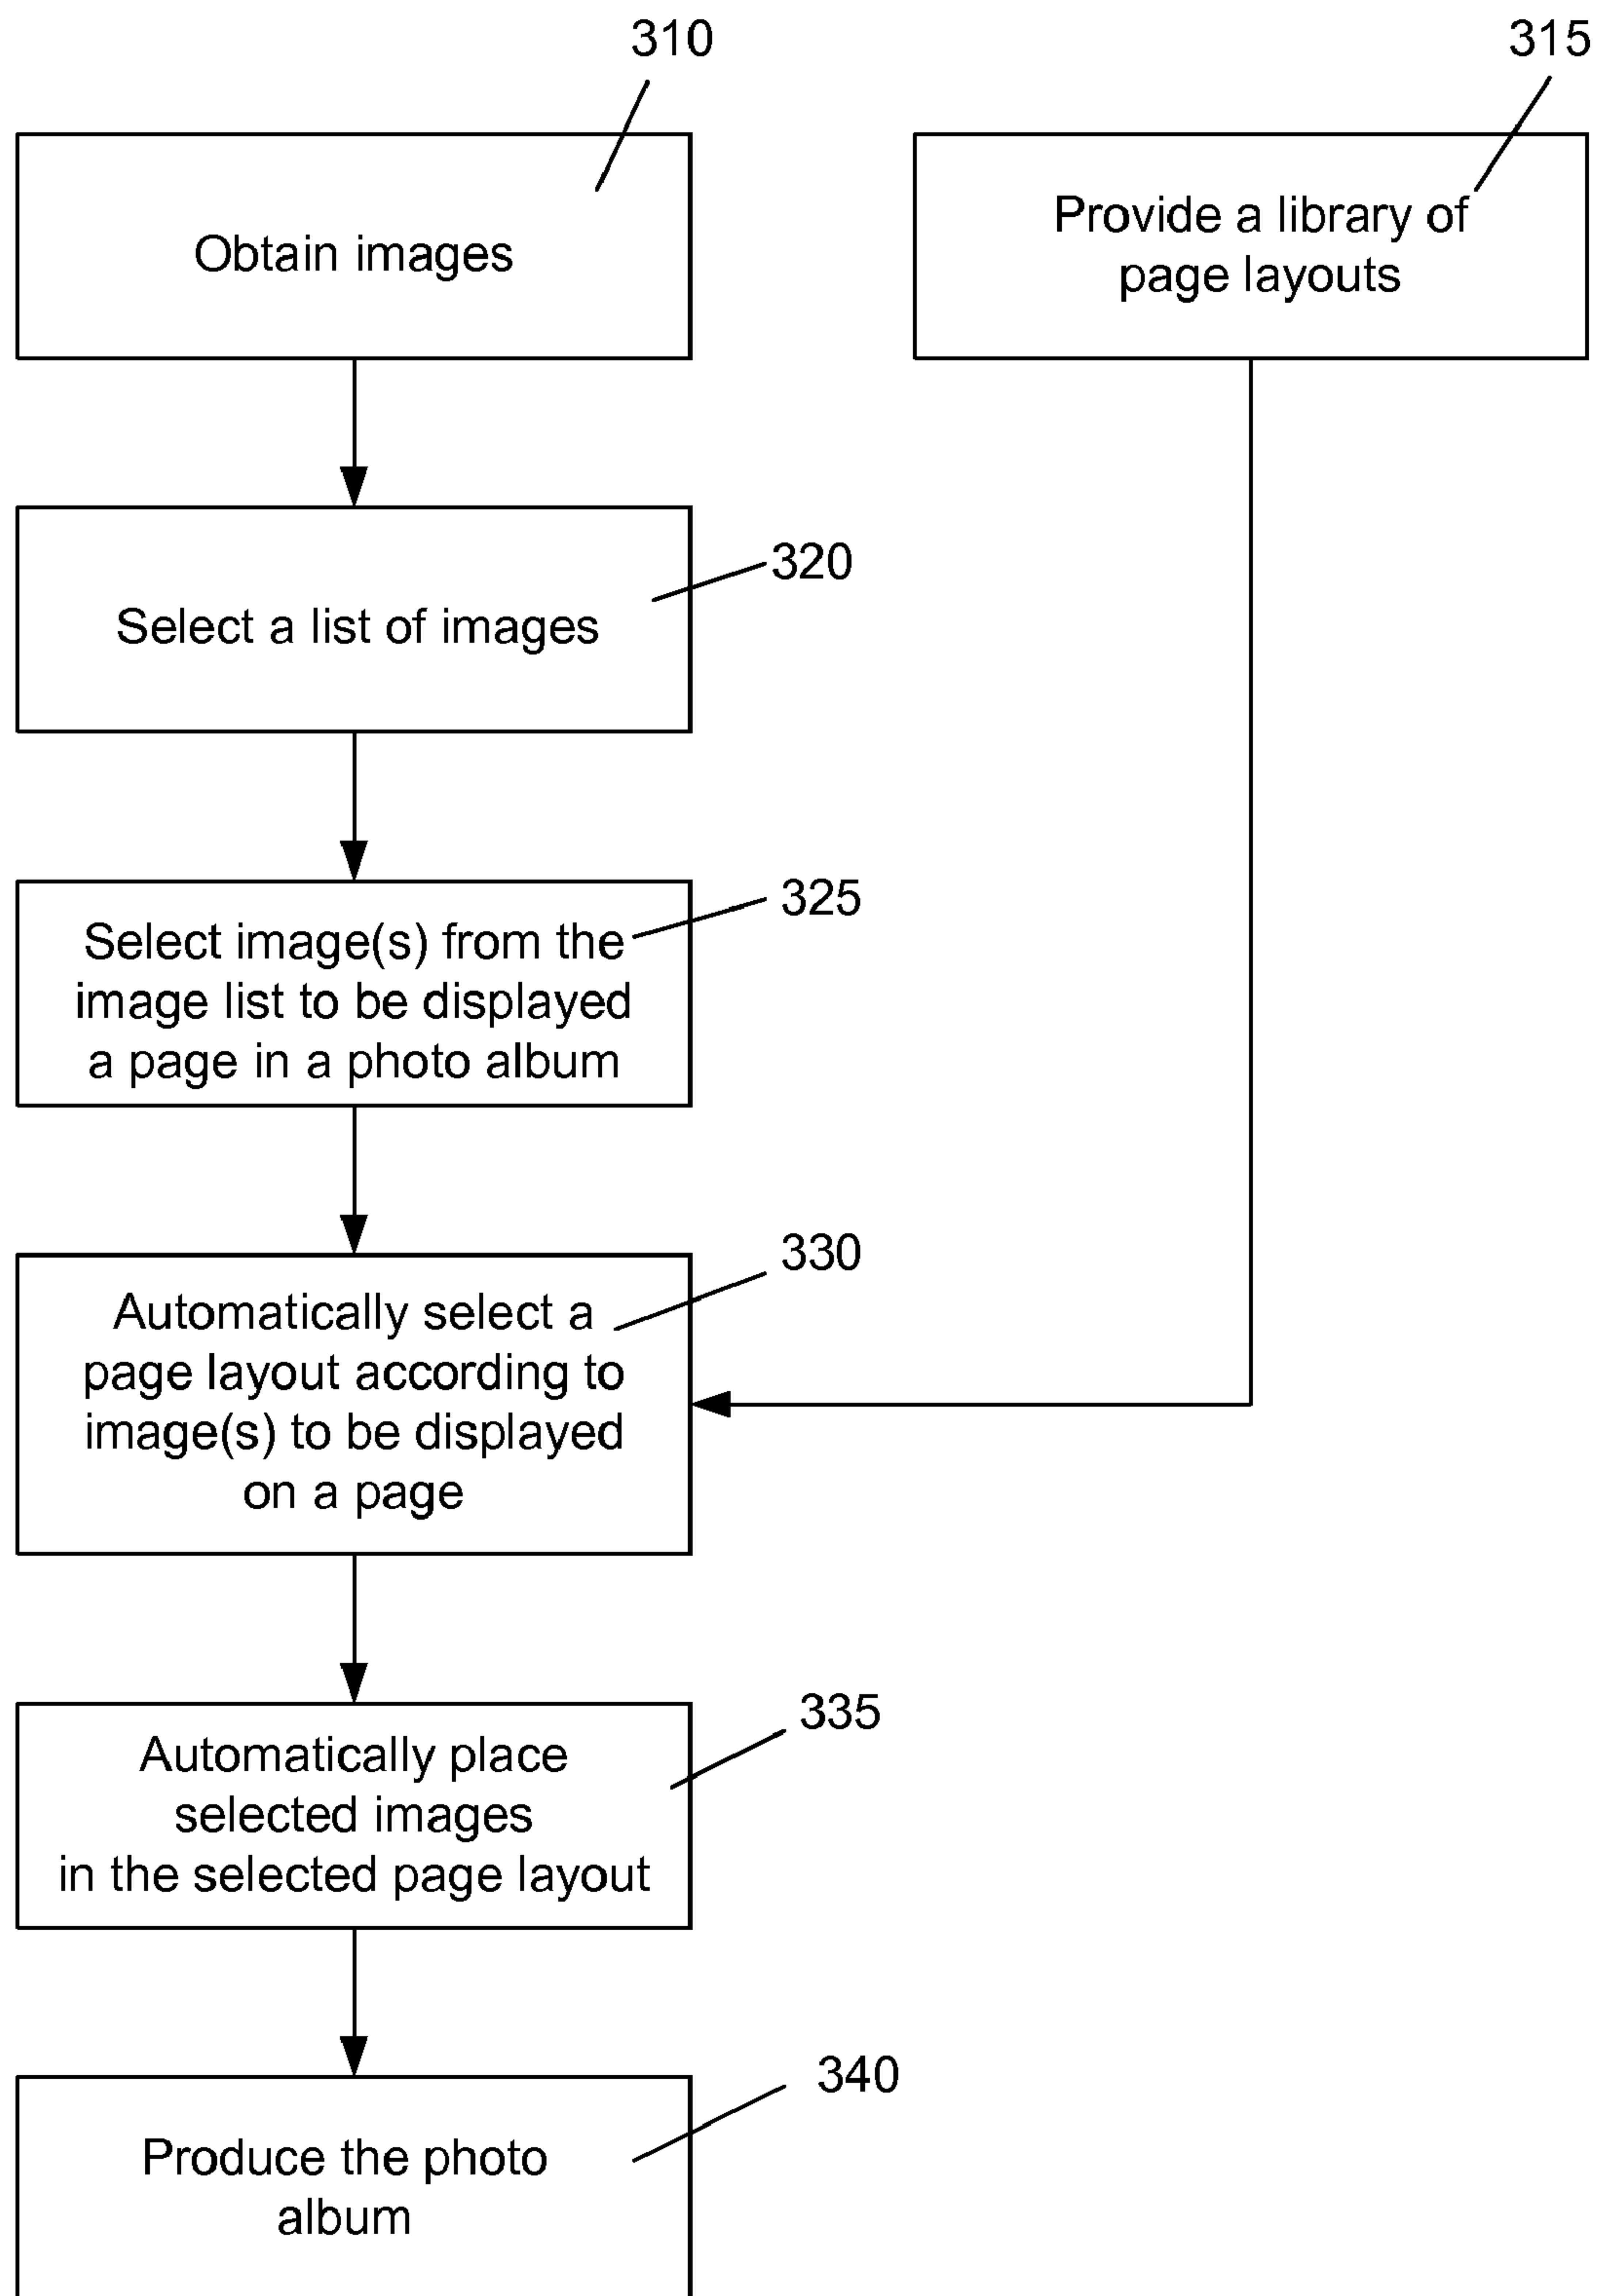 310
315
Obtain images
Provide a library of
page layouts
320
Select a list of images
325
Select image(s) from the
image list to be displayed
a page in a photo album
330
Automatically select a
page layout according to
image(s) to be displayed
on a page
335
Automatically place
selected images
in the selected page layout
340
Produce the photo
album